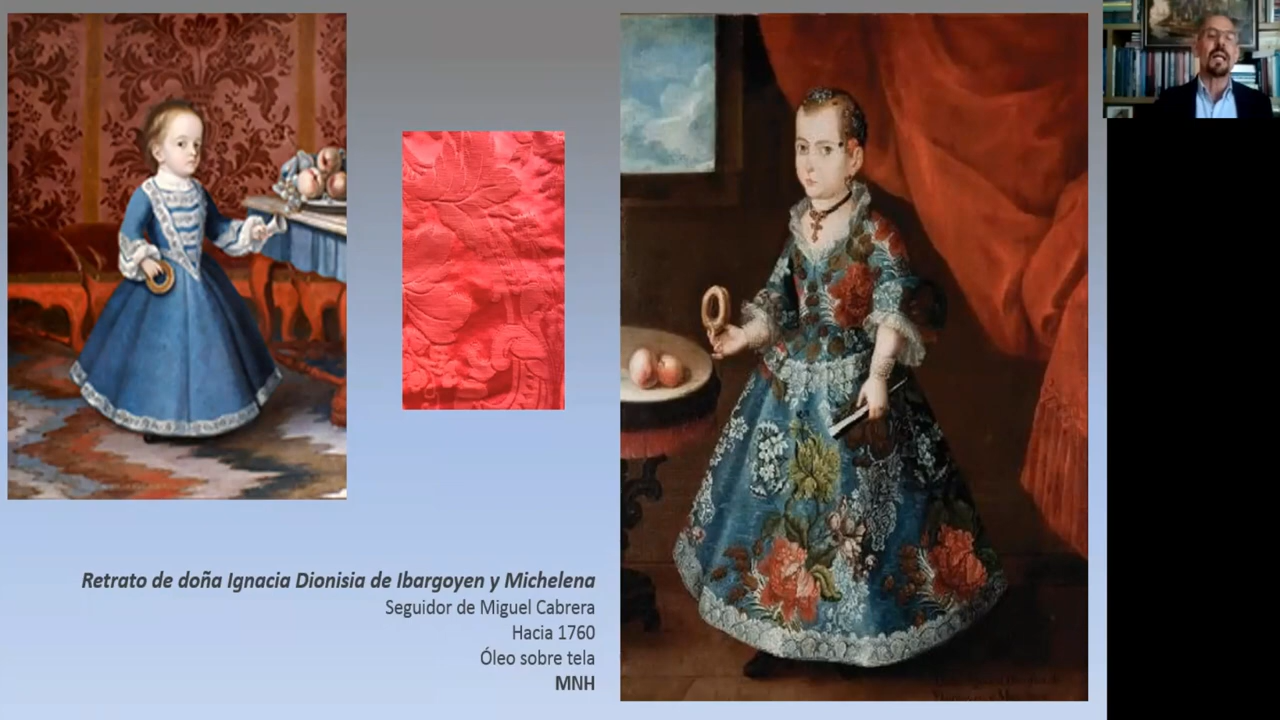 Retrato de doña Ignacia Dionisia de Ibargoyen y Michelena
Seguidor de Miguel Cabrera
Hacia 1760
Óleo sobre tela
MNH